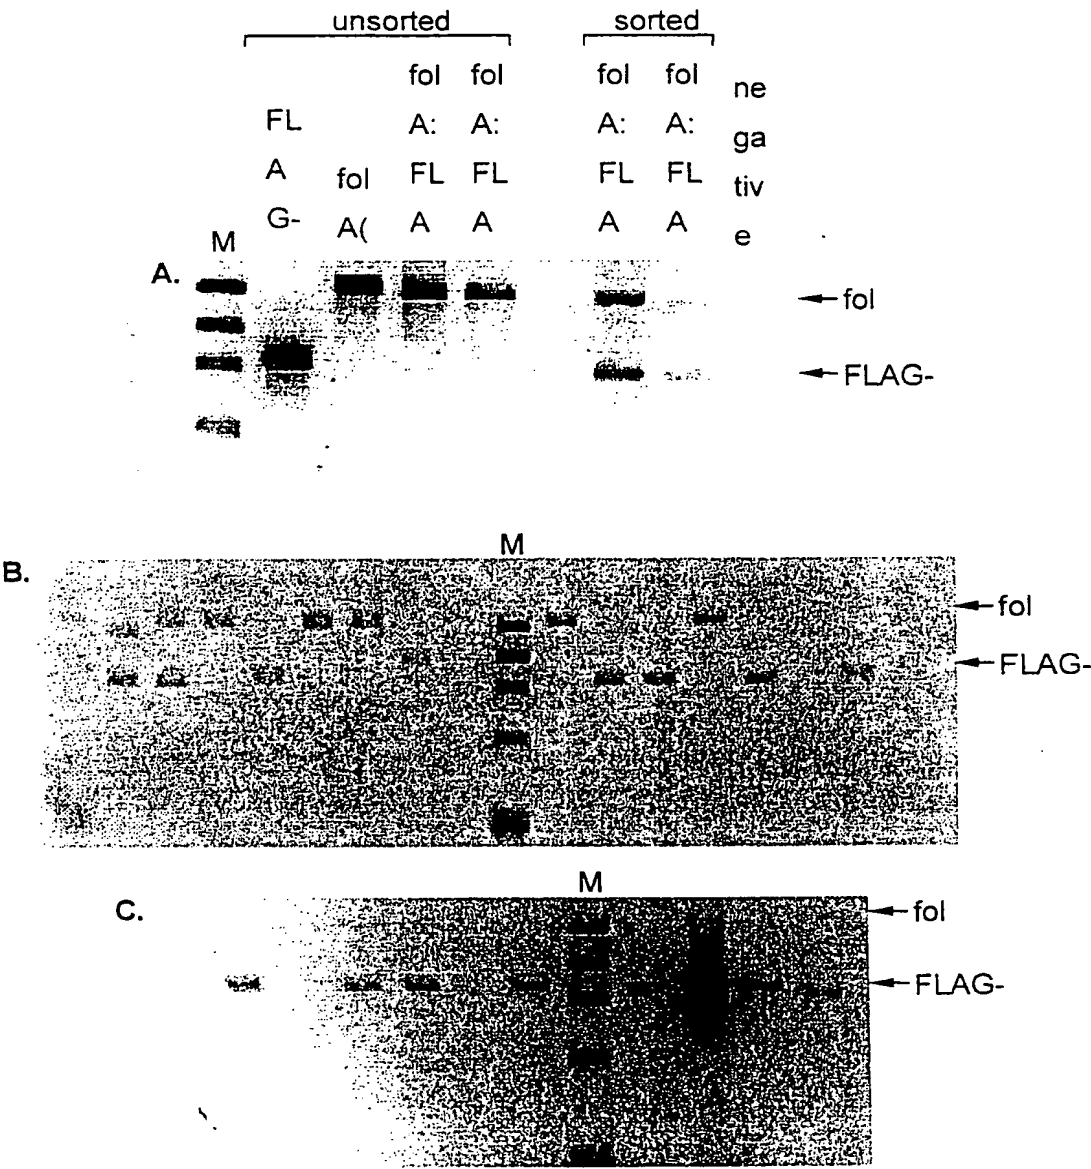 unsorted
sorted
fol fol fol fol ne
FL A: A: A: A: ga
A fol FL FL FL FL tiv
G- A( A A A A e
M
A.
fol
FLAG-
M
B.
fol
FLAG-
M
C.
fol
FLAG-